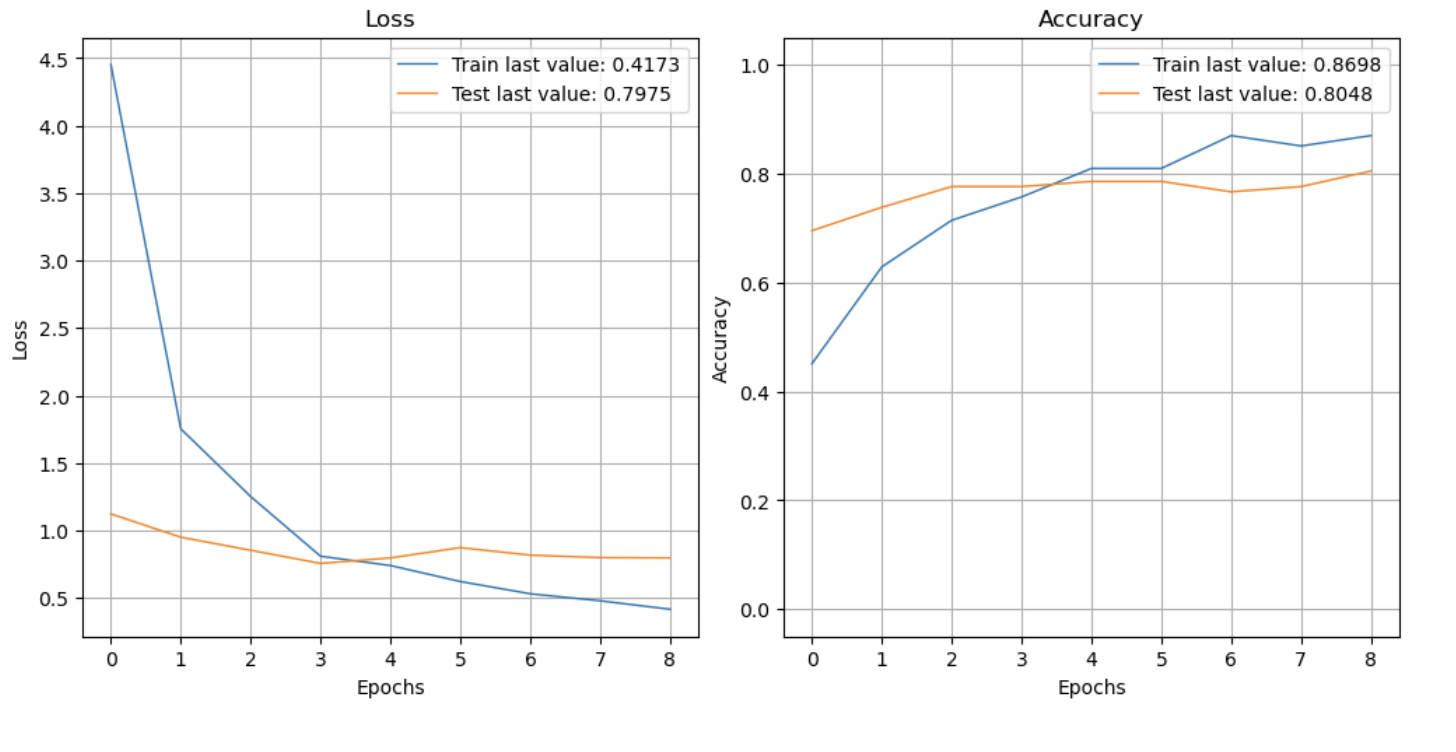 Loss
Train last value: 0.4173
Test last value: 0.7975
4.5
4.0
3.5
3.0
2.5
2.0
1.5
1.0
0.5
Loss
0 1 2 3 4 5 6 7 8
Epochs
Accuracy
Train last value: 0.8698
Test last value: 0.8048
1.0
0.8
0.6
0.4
0.2
0.0
Accuracy
0 1 2 3 4 5 6 7 8
Epochs